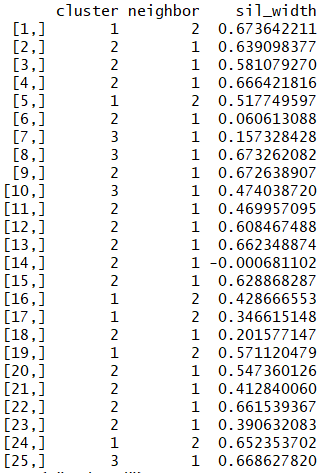 cluster neighbor sil_width
[1,] 1 2 0.673642211
[2,] 2 1 0.639098377
[3,] 2 1 0.581079270
[4,] 2 1 0.666421816
[5,] 1 2 0.517749597
[6,] 2 1 0.060613088
[7,] 3 1 0.157328428
[8,] 3 1 0.673262082
[9,] 2 1 0.672638907
[10,] 3 1 0.474038720
[11,] 2 1 0.469957095
[12,] 2 1 0.608467488
[13,] 2 1 0.662348874
[14,] 2 1 -0.000681102
[15,] 2 1 0.628868287
[16,] 1 2 0.428666553
[17,] 1 2 0.346615148
[18,] 2 1 0.201577147
[19,] 1 2 0.571120479
[20,] 2 1 0.547360126
[21,] 2 1 0.412840060
[22,] 2 1 0.661539367
[23,] 2 1 0.390632083
[24,] 1 2 0.652353702
[25,] 3 1 0.668627820